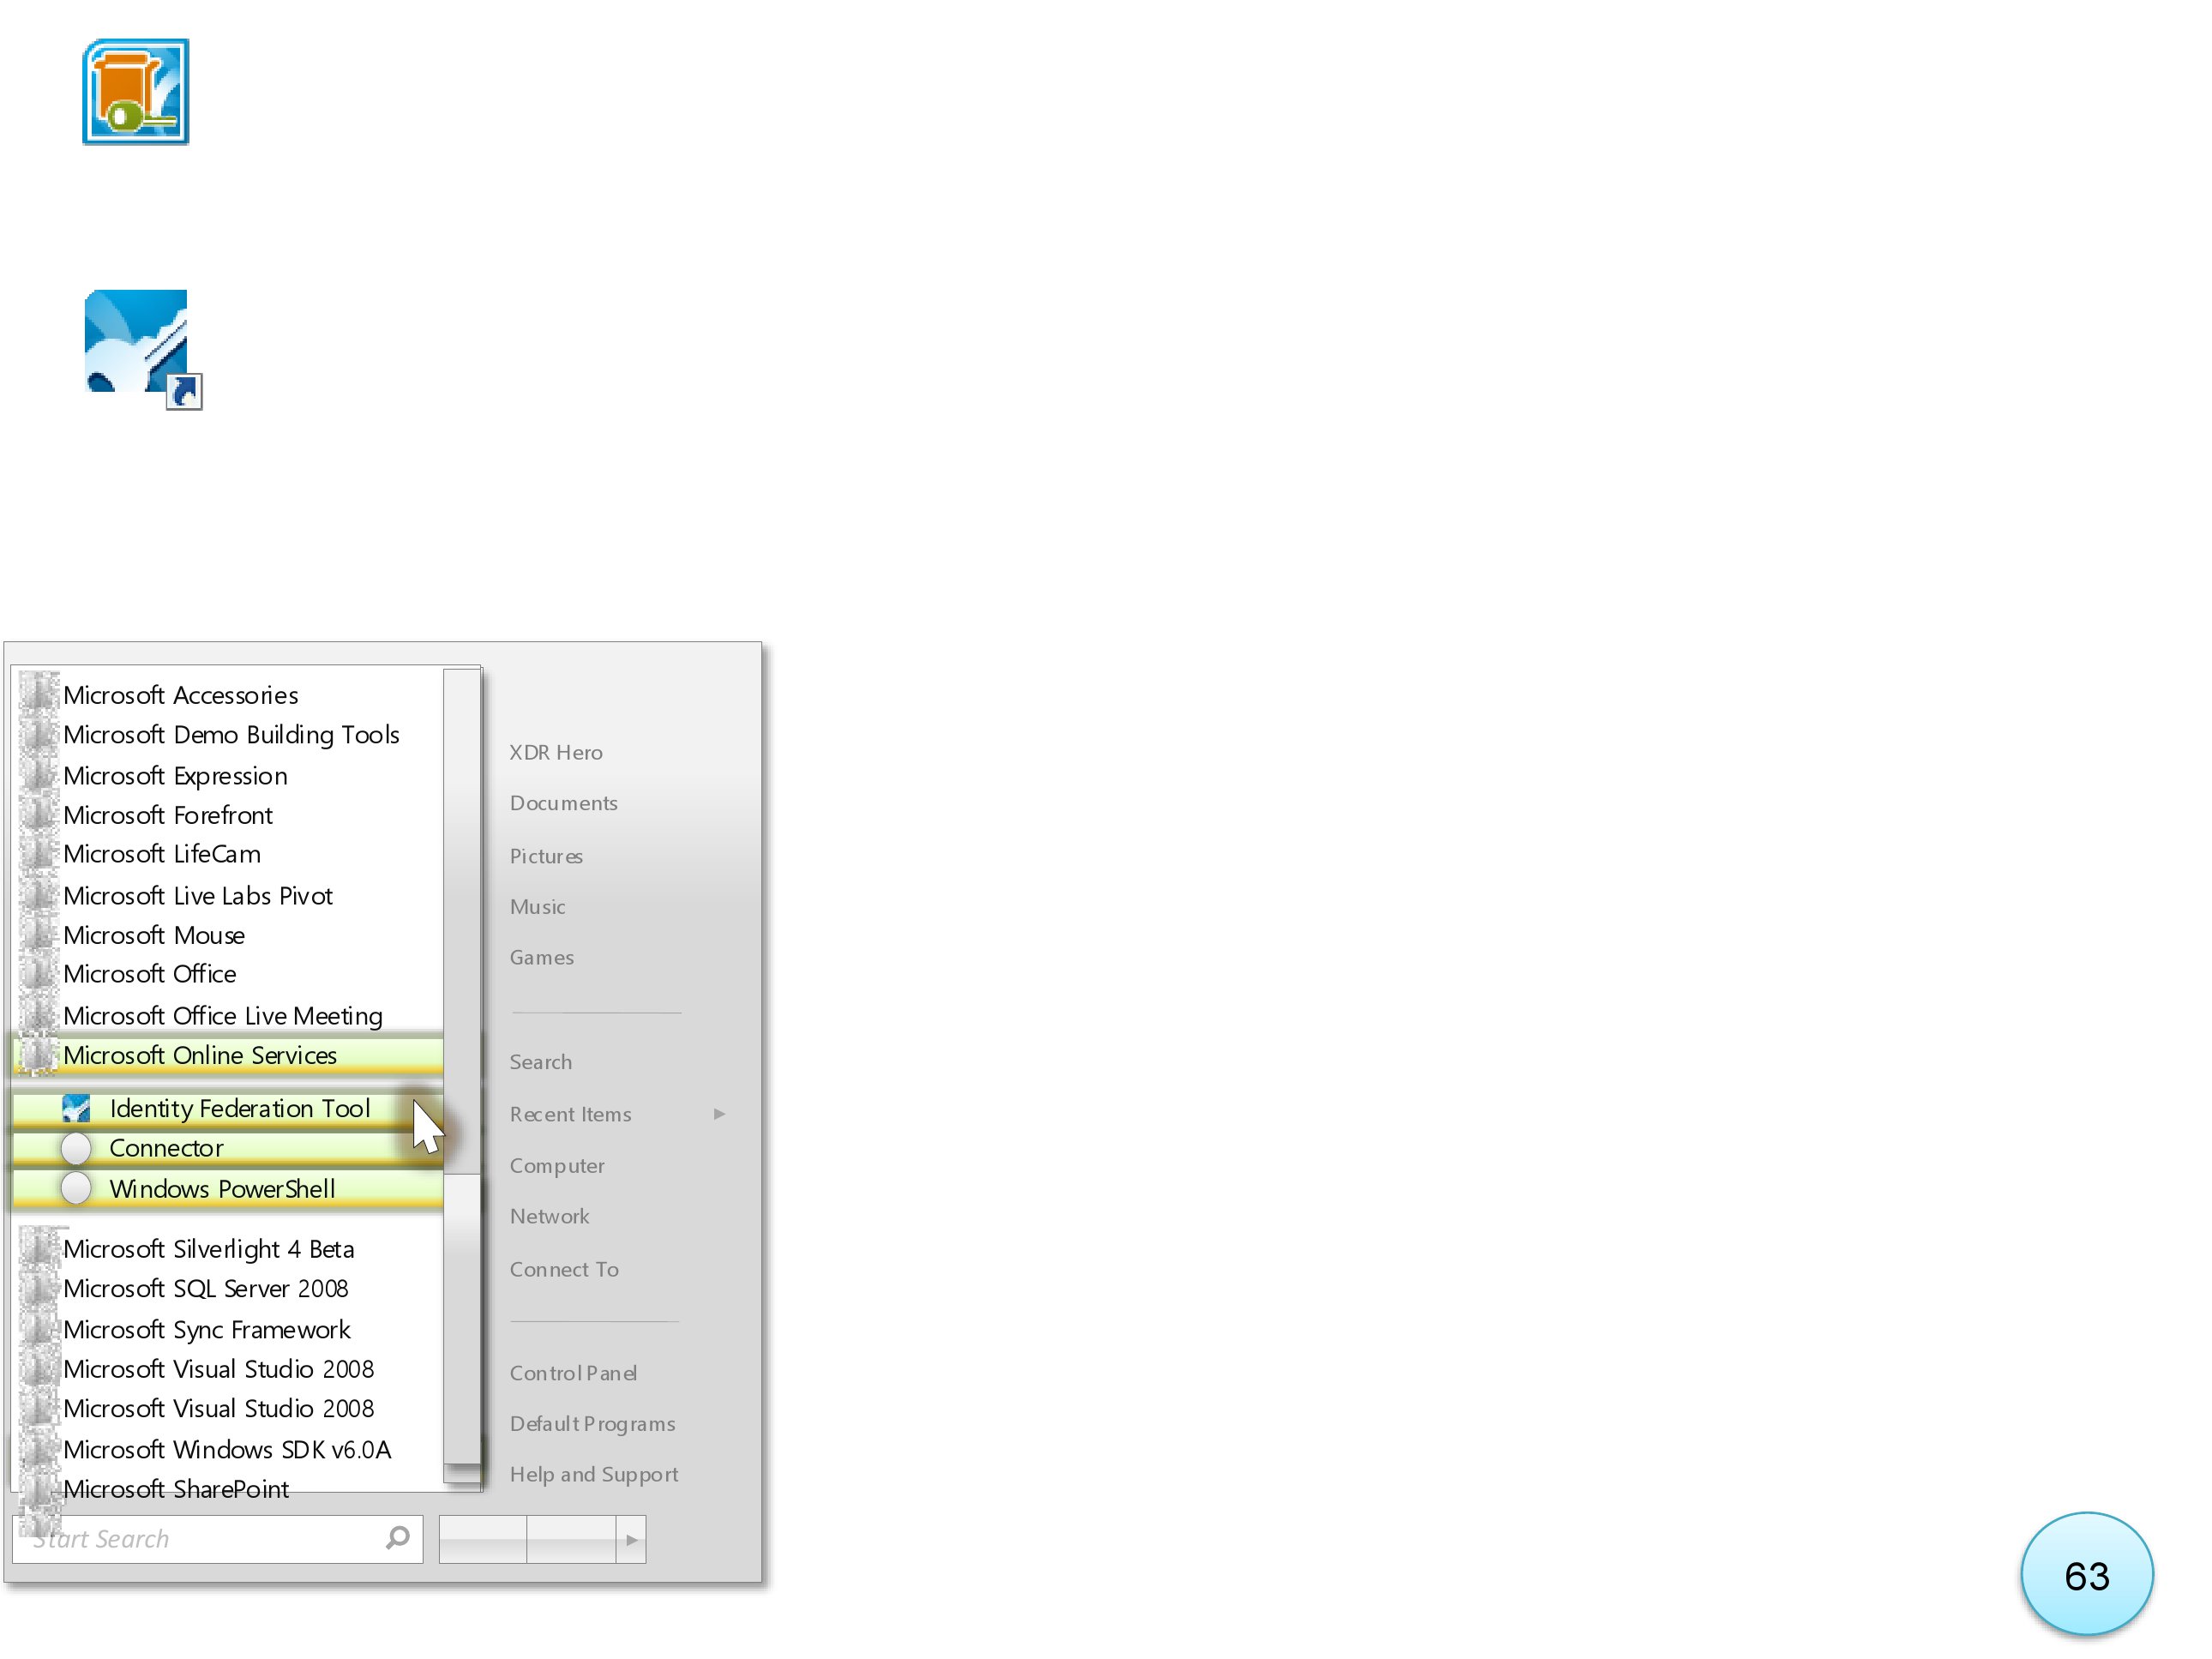 Microsoft Accessories
Microsoft Demo Building Tools
Microsoft Expression
Microsoft Forefront
Microsoft LifeCam
Microsoft Live Labs Pivot
Microsoft Mouse
Microsoft Office
Microsoft Office Live Meeting
Microsoft Online Services
Identity Federation Tool
Connector
Windows PowerShell
Microsoft Silverlight 4 Beta
Microsoft SQL Server 2008
Microsoft Sync Framework
Microsoft Visual Studio 2008
Microsoft Visual Studio 2008
Microsoft Windows SDK v6.0A
Microsoft SharePoint
Start Search
XDR Hero
Documents
Pictures
Music
Games
Search
Recent Items
Computer
Network
Connect To
Control Panel
Default Programs
Help and Support
63